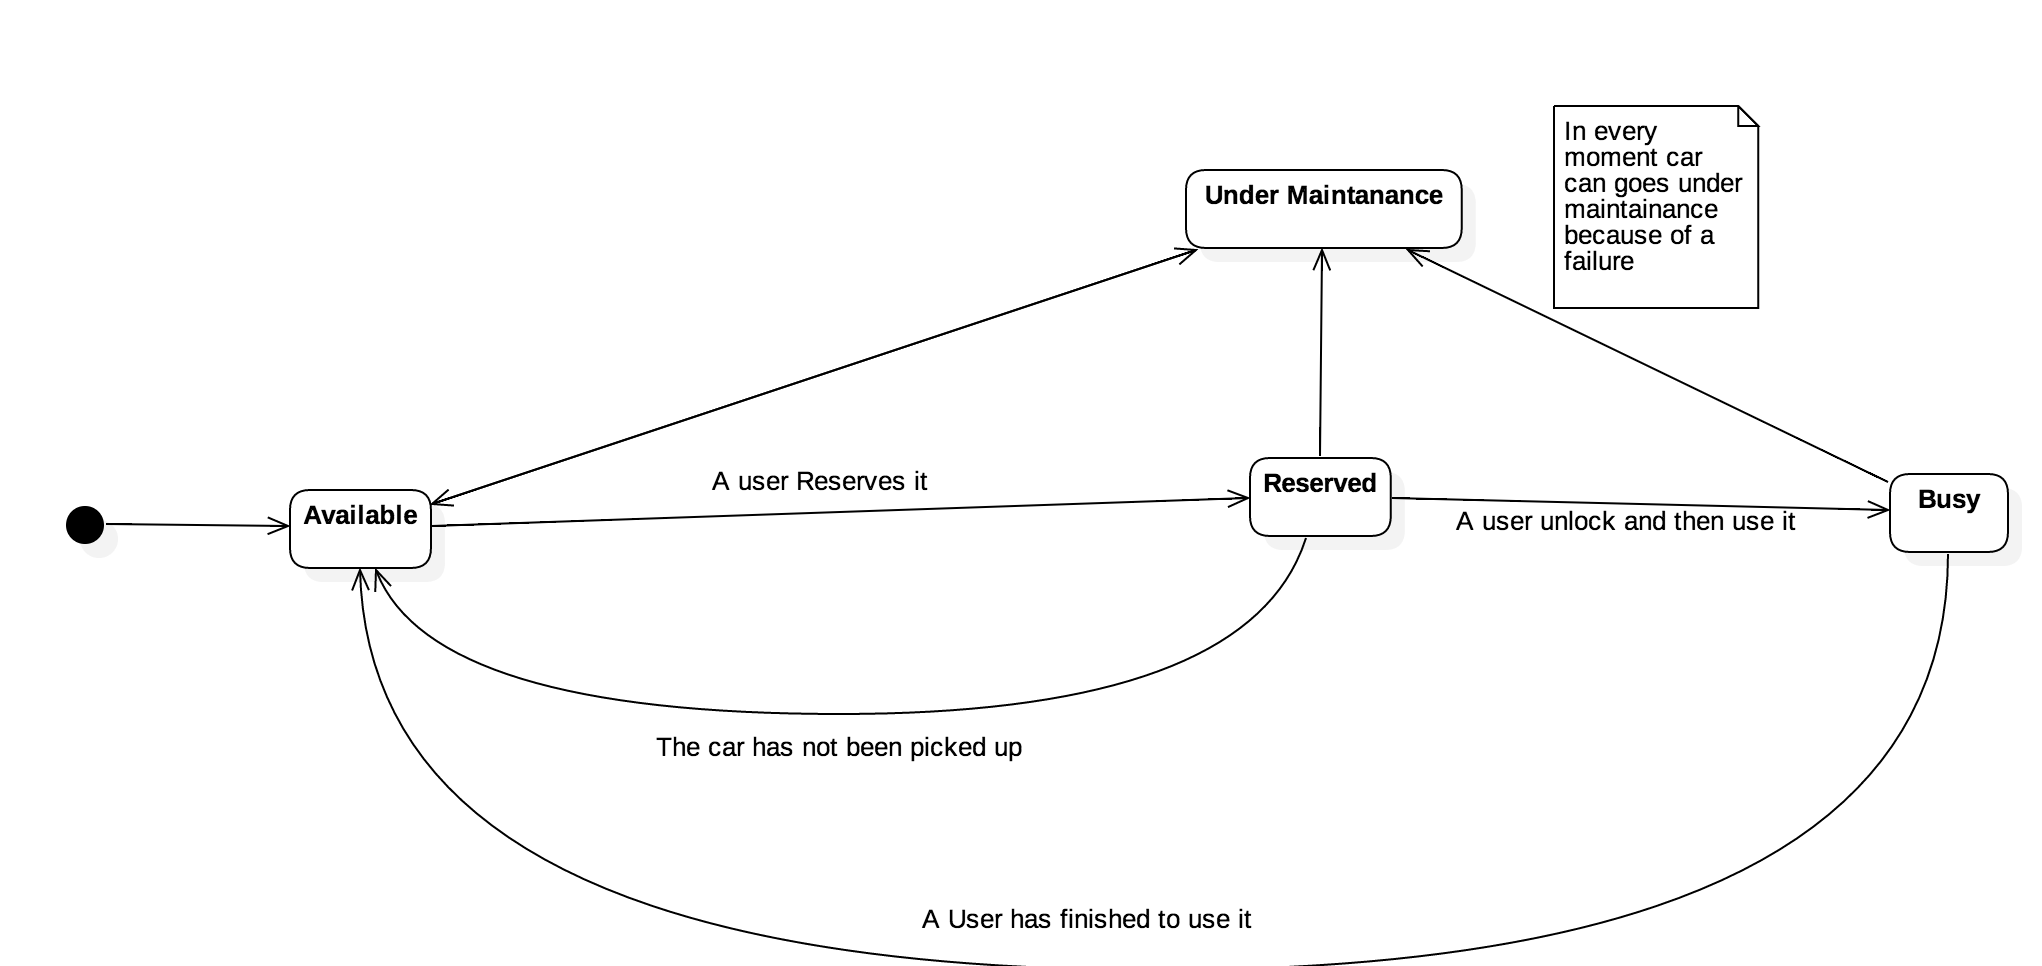 In every
moment car
can goes under
maintainance
because of a
failure
Under Maintanance
A user Reserves it
Reserved
Available
Busy
A user unlock and then use it
The car has not been picked up
A User has finished to use it